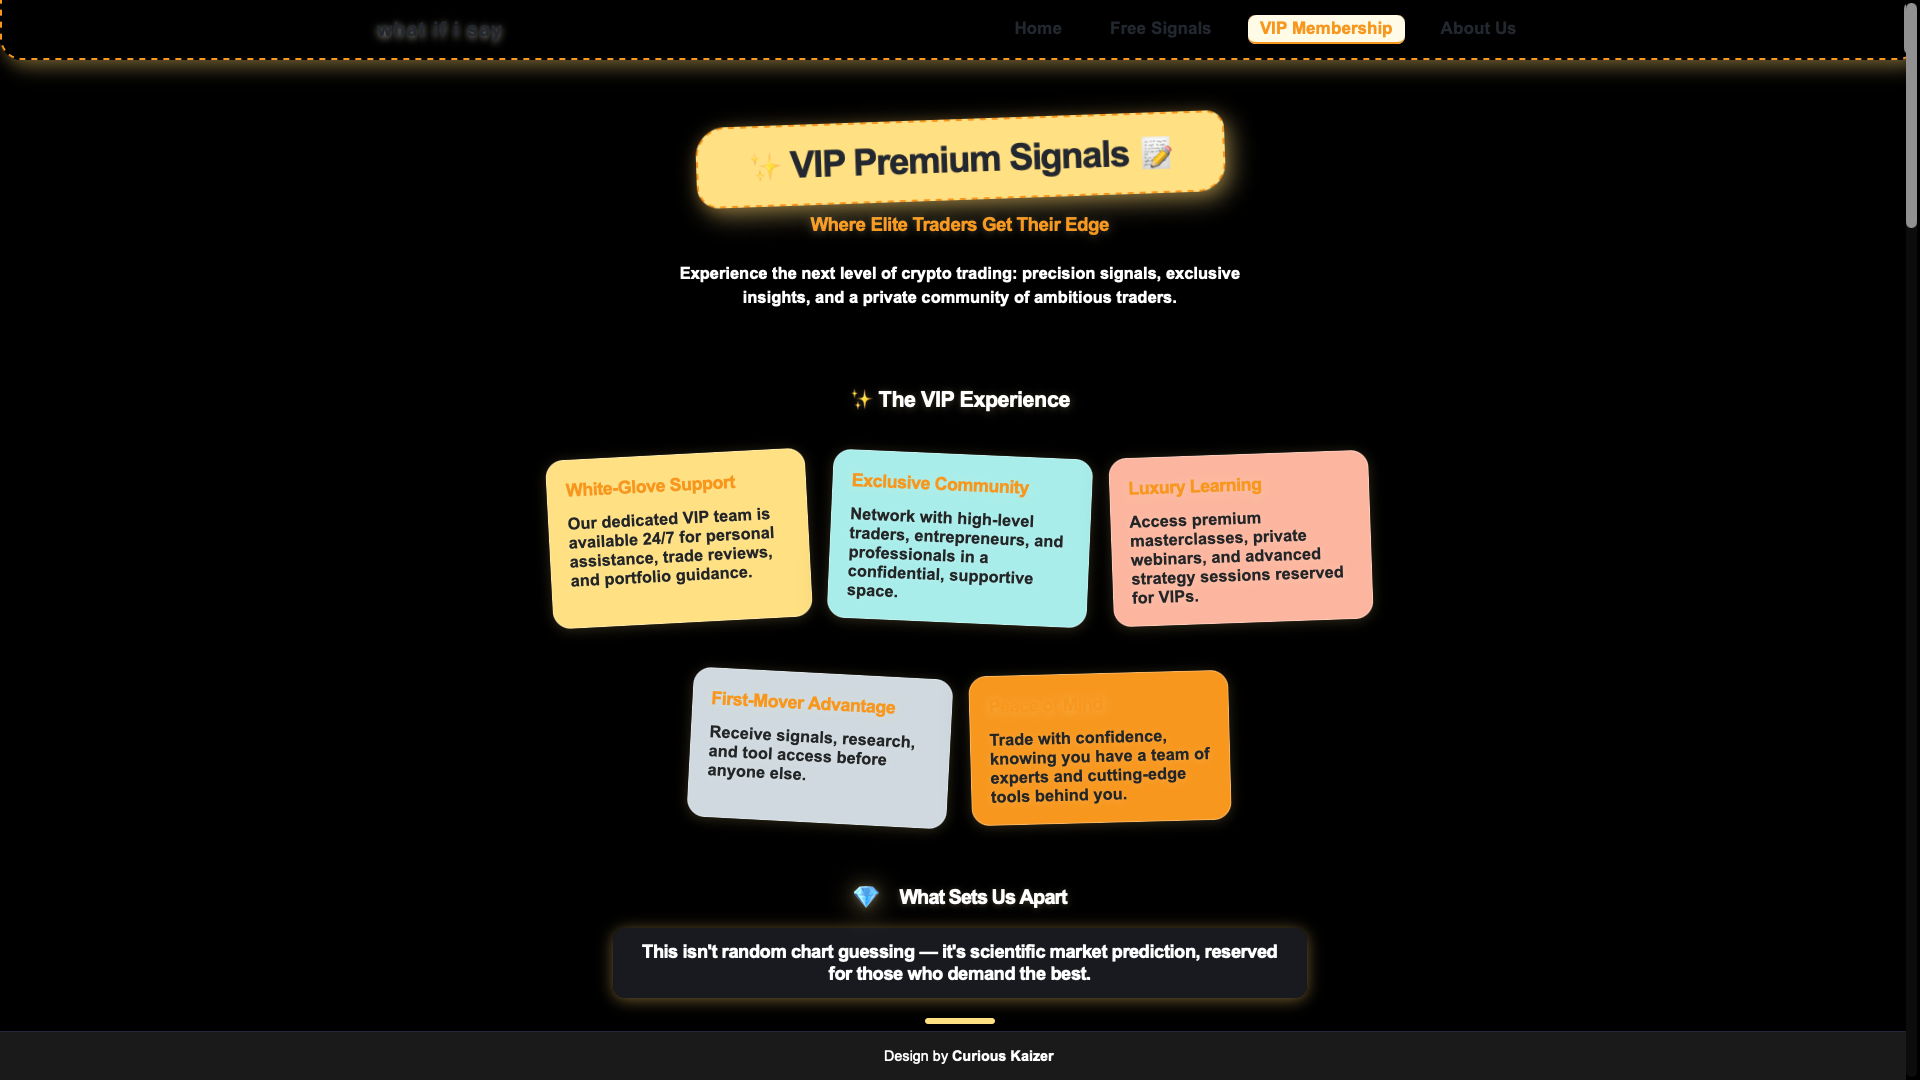 what if i say
Home
Free Signals
VIP Membership
About Us
VIP Premium Signals
Where Elite Traders Get Their Edge
Experience the next level of crypto trading: precision signals, exclusive
insights, and a private community of ambitious traders.
The VIP Experience
White-Glove Support
Our dedicated VIP team is
available 24/7 for personal
assistance, trade reviews,
and portfolio guidance.
Exclusive Community
Network with high-level
traders, entrepreneurs, and
professionals in a
confidential, supportive
space.
Luxury Learning
Access premium
masterclasses, private
webinars, and advanced
strategy sessions reserved
for VIPs.
First-Mover Advantage
Receive signals, research,
and tool access before
anyone else.
Peace of Mind
Trade with confidence,
knowing you have a team of
experts and cutting-edge
tools behind you.
What Sets Us Apart
This isn't random chart guessing — it's scientific market prediction, reserved
for those who demand the best.
Design by Curious Kaizer